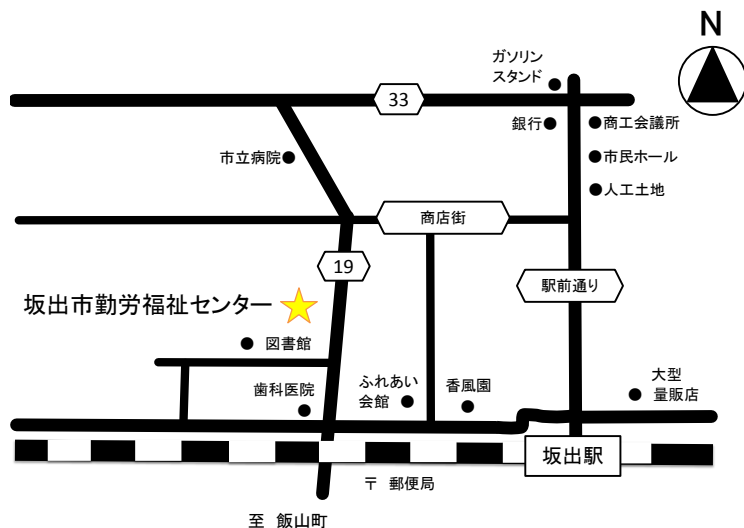 N
ガソリン
スタンド
33
銀行
商工会議所
市民ホール
市立病院
人工土地
商店街
19
駅前通り
坂出市勤労福祉センター
図書館
歯科医院
ふれあい
会館
香風園
大型
量販店
坂出駅
〒 郵便局
至 飯山町